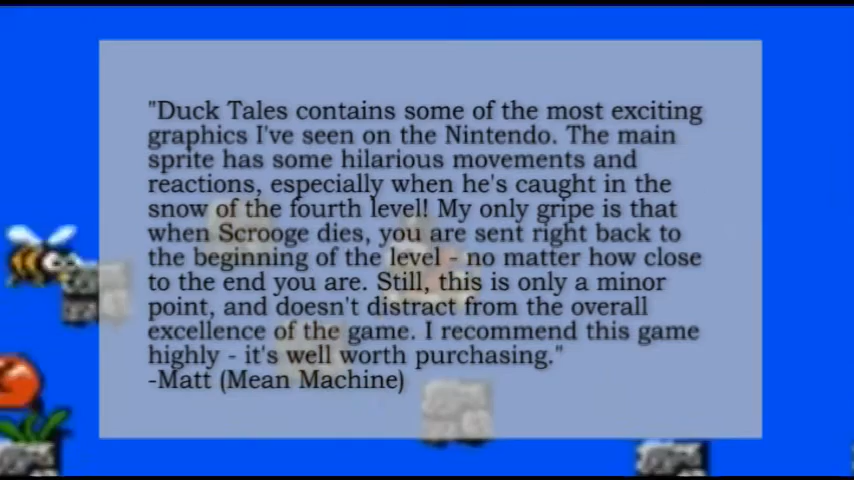 "Duck Tales contains some of the most exciting
graphics I've seen on the Nintendo. The main
sprite has some hilarious movements and
reactions, especially when he's caught in the
snow of the fourth level! My only gripe is that
when Scrooge dies, you are sent right back to
the beginning of the level - no matter how close
to the end you are. Still, this is only a minor
point, and doesn't distract from the overall
excellence of the game. I recommend this game
highly - it's well worth purchasing."
-Matt (Mean Machine)